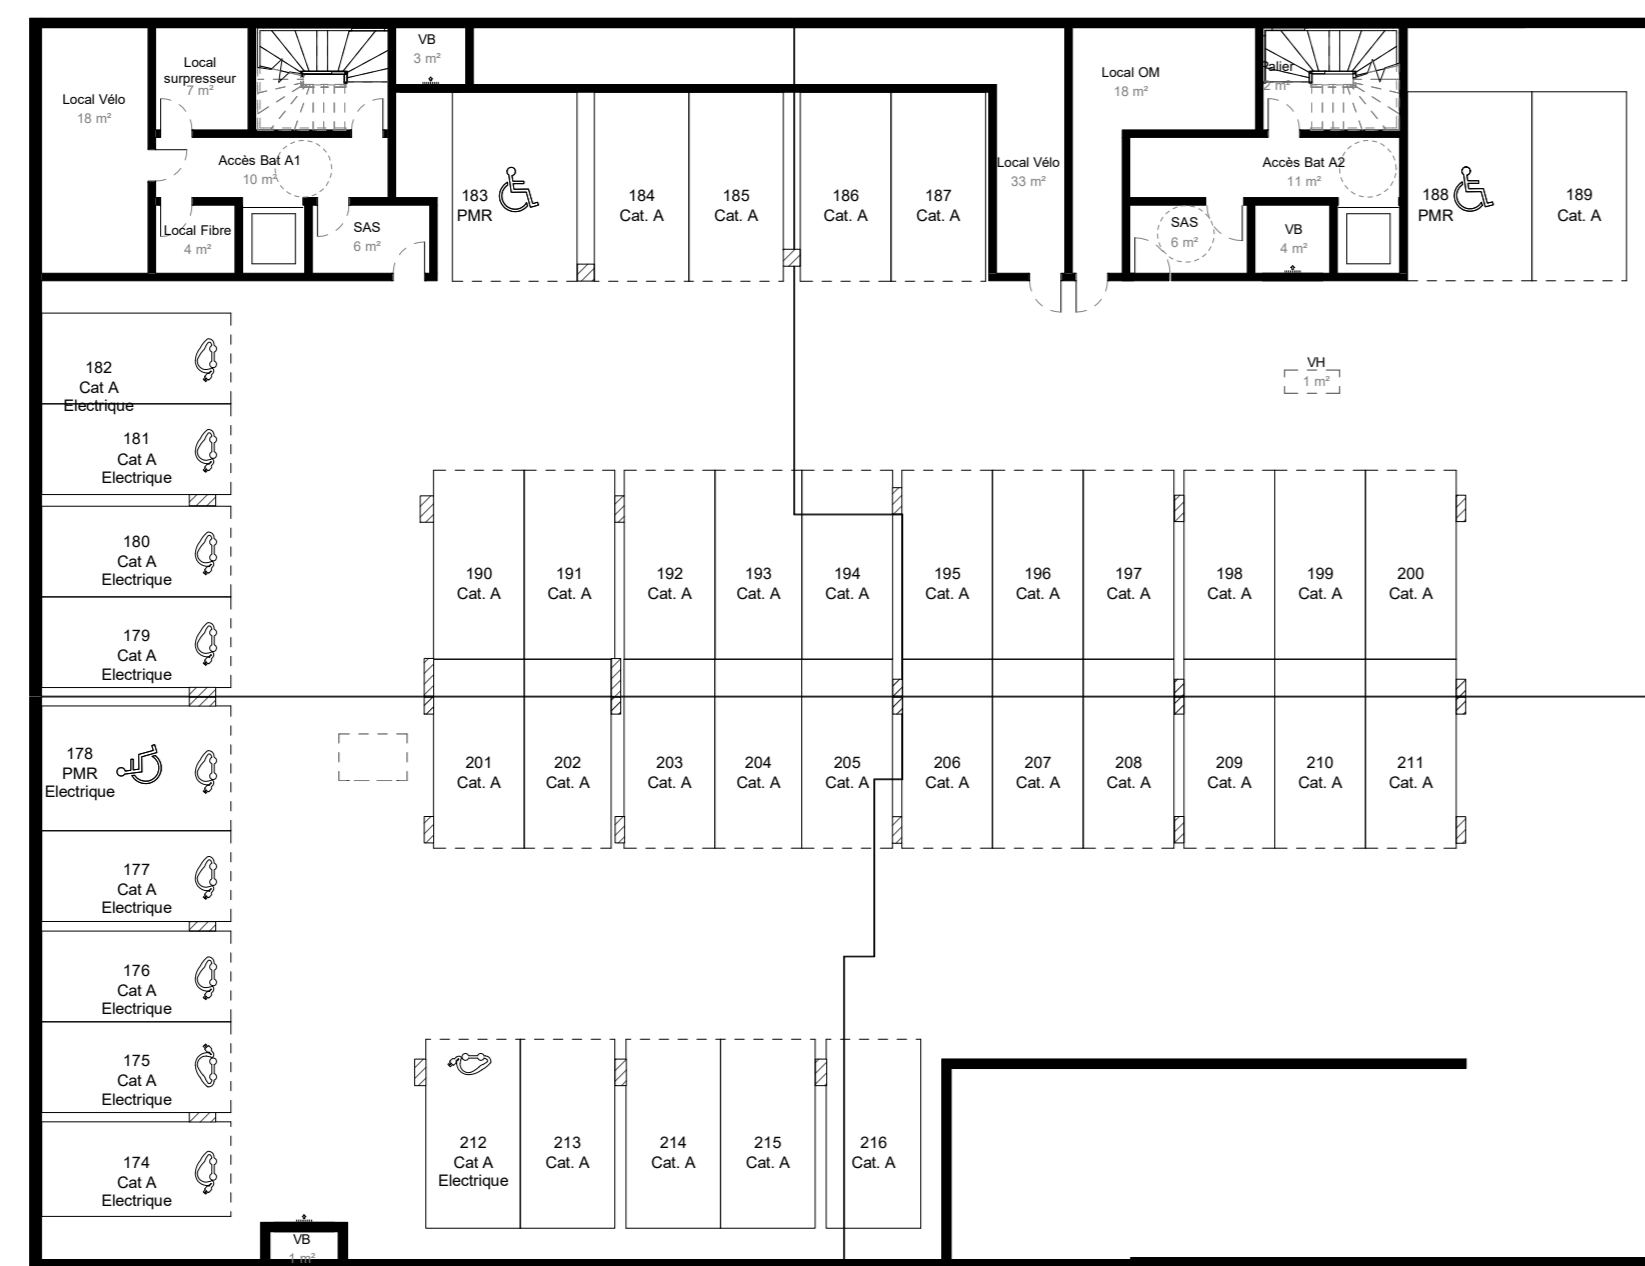 Local Vélo
18 m²
Local
surpresseur
7 m²
VB
3 m²
Local OM
18 m²
Palier
2 m²
Accès Bat A1
10 m²
Local Vélo
33 m²
Accès Bat A2
11 m²
Local Fibre
4 m²
SAS
6 m²
SAS
6 m²
VB
4 m²
183
PMR
184
Cat. A
185
Cat. A
186
Cat. A
187
Cat. A
188
PMR
189
Cat. A
VH
1 m²
182
Cat A
Electrique
181
Cat A
Electrique
180
Cat A
Electrique
179
Cat A
Electrique
178
PMR
Electrique
177
Cat A
Electrique
176
Cat A
Electrique
175
Cat A
Electrique
174
Cat A
Electrique
190
Cat. A
191
Cat. A
192
Cat. A
193
Cat. A
194
Cat. A
195
Cat. A
196
Cat. A
197
Cat. A
198
Cat. A
199
Cat. A
200
Cat. A
201
Cat. A
202
Cat. A
203
Cat. A
204
Cat. A
205
Cat. A
206
Cat. A
207
Cat. A
208
Cat. A
209
Cat. A
210
Cat. A
211
Cat. A
212
Cat A
Electrique
213
Cat. A
214
Cat. A
215
Cat. A
216
Cat. A
VB
1 m²